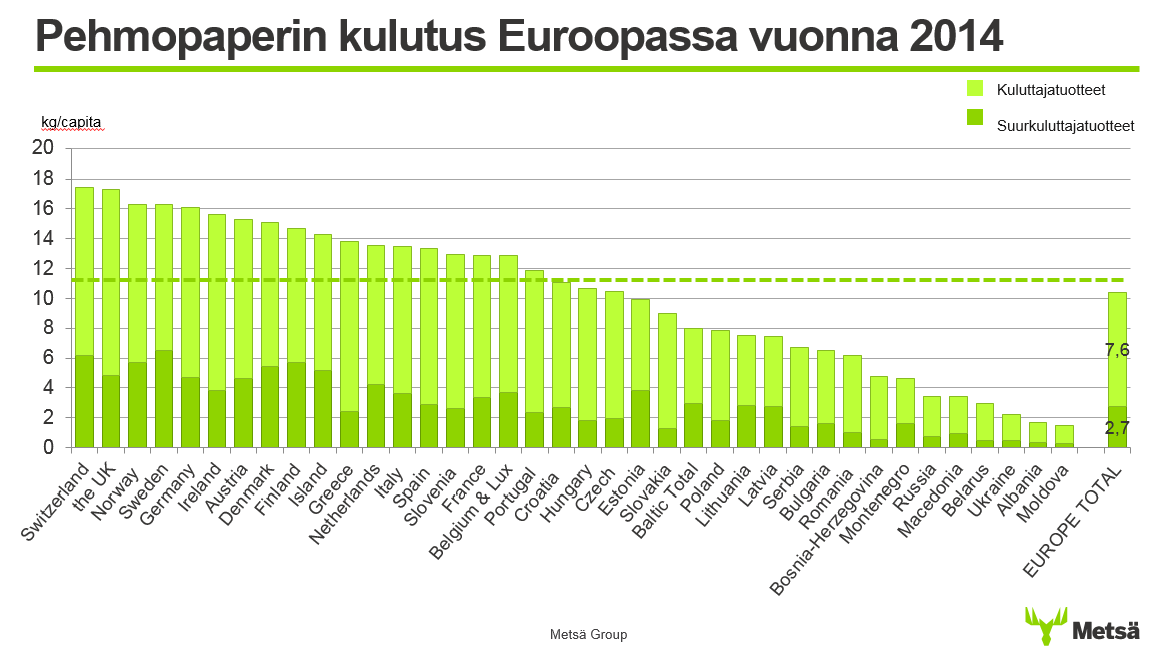 Pehmopaperin kulutus Euroopassa vuonna 2014
Kuluttajatuotteet
Suurkuluttajatuotteet
kg/capita
20
18
16
14
12
10
8
6
4
2
0
7,6
2,7
Switzerland
the UK
Norway
Sweden
Germany
Ireland
Austria
Denmark
Finland
Island
Greece
Netherlands
Italy
Spain
Slovenia
France
Belgium & Lux
Portugal
Croatia
Hungary
Czech
Estonia
Slovakia
Baltic Total
Poland
Lithuania
Latvia
Serbia
Bulgaria
Romania
Bosnia-Herzegovina
Montenegro
Russia
Macedonia
Belarus
Ukraine
Albania
Moldova
EUROPE TOTAL
Metsä Group
Metsä